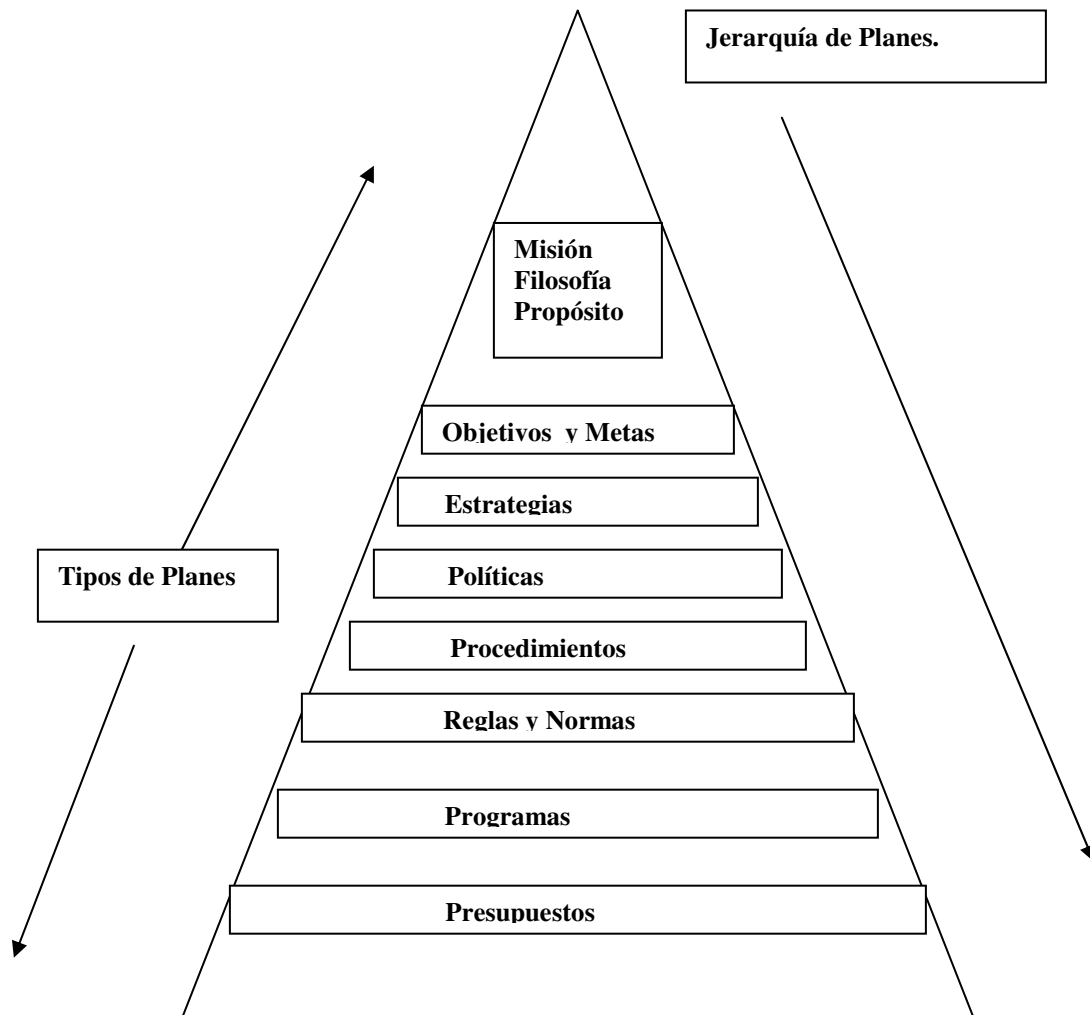 Jerarquía de Planes.
Misión
Filosofía
Propósito
Objetivos y Metas
Estrategias
Tipos de Planes
Políticas
Procedimientos
Reglas y Normas
Programas
Presupuestos